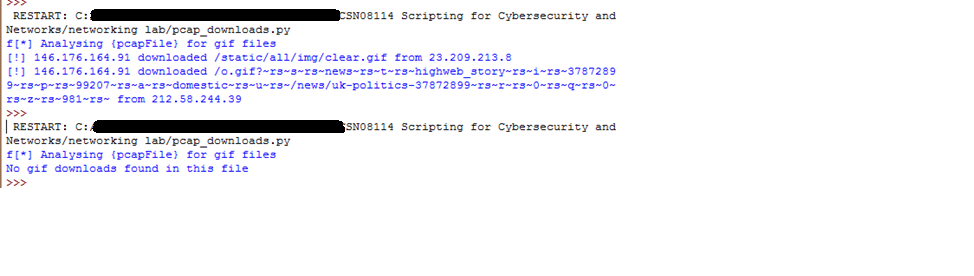 >>>
RESTART: C: CSN08114 Scripting for Cybersecurity and
Networks/networking lab/pcap_downloads.py
f[*] Analysing {pcapFile} for gif files
[!] 146.176.164.91 downloaded /static/all/img/clear.gif from 23.209.213.8
[!] 146.176.164.91 downloaded /o.gif?~rs~s~rs~news~rs~t~rs~highweb_story~rs~i~rs~3787289
9~rs~p~rs~99207~rs~a~rs~domestic~rs~u~rs~/news/uk-politics-37872899~rs~r~rs~0~rs~q~rs~0~
rs~z~rs~981~rs~ from 212.58.244.39
>>>
RESTART: C:/ CSN08114 Scripting for Cybersecurity and
Networks/networking lab/pcap_downloads.py
f[*] Analysing {pcapFile} for gif files
No gif downloads found in this file
>>>